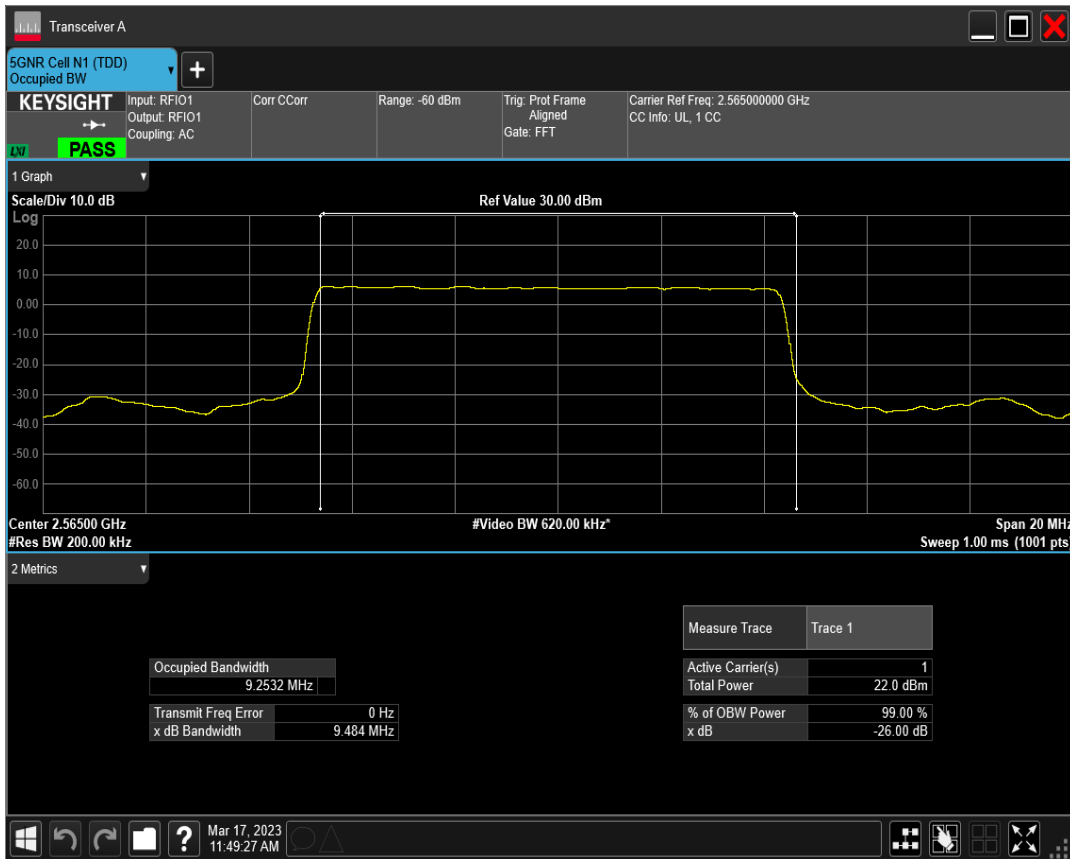 Transceiver A
5GNR Cell N1 (TDD)
Occupied BW
+
KEYSIGHT
LXI
PASS
Input: RFIO1
Output: RFIO1
Coupling: AC
Corr CCorr
Range: -60 dBm
Trig: Prot Frame
Aligned
Gate: FFT
Carrier Ref Freq: 2.565000000 GHz
CC Info: UL, 1 CC
1 Graph
Scale/Div 10.0 dB
Ref Value 30.00 dBm
Log
20.0
10.0
0.00
-10.0
-20.0
-30.0
-40.0
-50.0
-60.0
Center 2.56500 GHz
#Video BW 620.00 kHz*
Span 20 MHz
#Res BW 200.00 kHz
Sweep 1.00 ms (1001 pts)
2 Metrics
Measure Trace Trace 1
Occupied Bandwidth
9.2532 MHz
Active Carrier(s) 1
Total Power 22.0 dBm
Transmit Freq Error 0 Hz
x dB Bandwidth 9.484 MHz
% of OBW Power 99.00 %
x dB -26.00 dB
?
Mar 17, 2023
11:49:27 AM